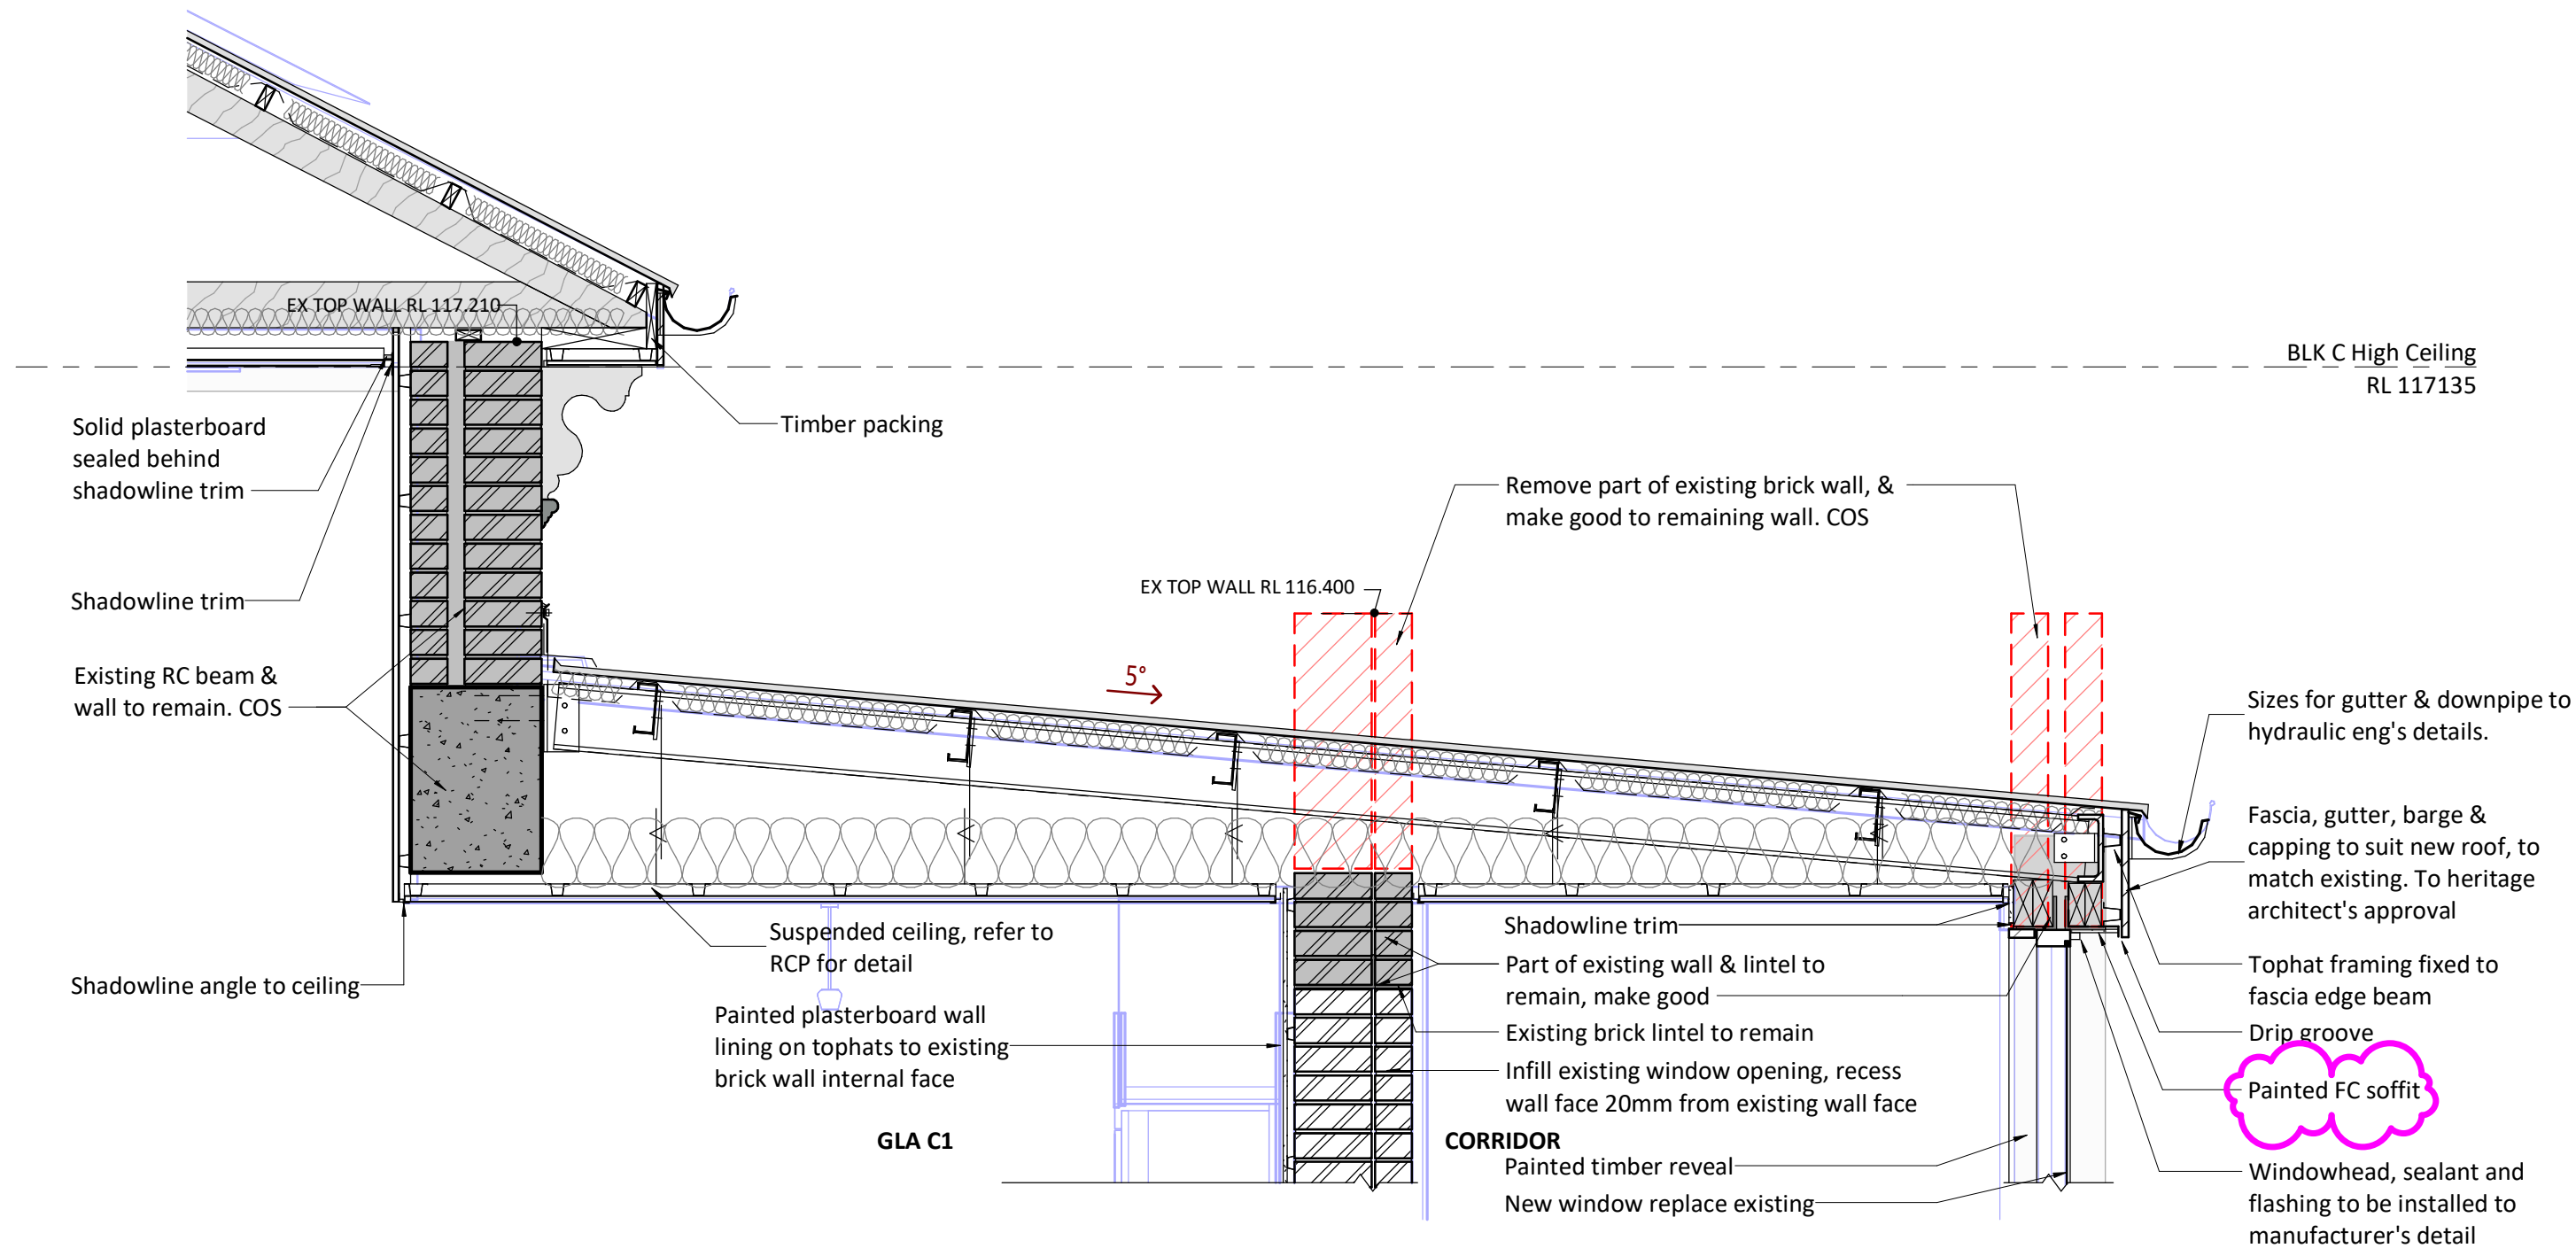 EX TOP WALL RL 117.210
BLK C High Ceiling
RL 117135
Solid plasterboard
sealed behind
shadowline trim
Timber packing
Remove part of existing brick wall, &
make good to remaining wall. COS
Shadowline trim
EX TOP WALL RL 116.400
Existing RC beam &
wall to remain. COS
5°
Sizes for gutter & downpipe to
hydraulic eng's details.
Fascia, gutter, barge &
capping to suit new roof, to
match existing. To heritage
architect's approval
Suspended ceiling, refer to
RCP for detail
Shadowline trim
Shadowline angle to ceiling
Part of existing wall & lintel to
remain, make good
Tophat framing fixed to
fascia edge beam
Painted plasterboard wall
lining on tophats to existing
brick wall internal face
Existing brick lintel to remain
Drip groove
Infill existing window opening, recess
wall face 20mm from existing wall face
Painted FC soffit
GLA C1
CORRIDOR
Painted timber reveal
New window replace existing
Windowhead, sealant and
flashing to be installed to
manufacturer's detail